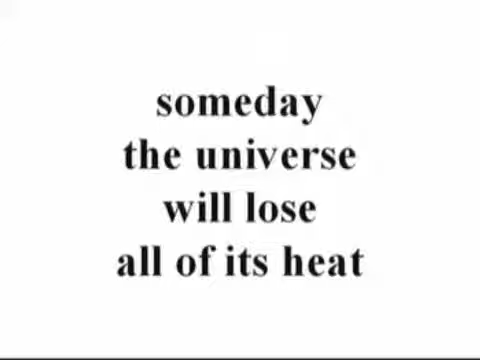 someday
the universe
will lose
all of its heat